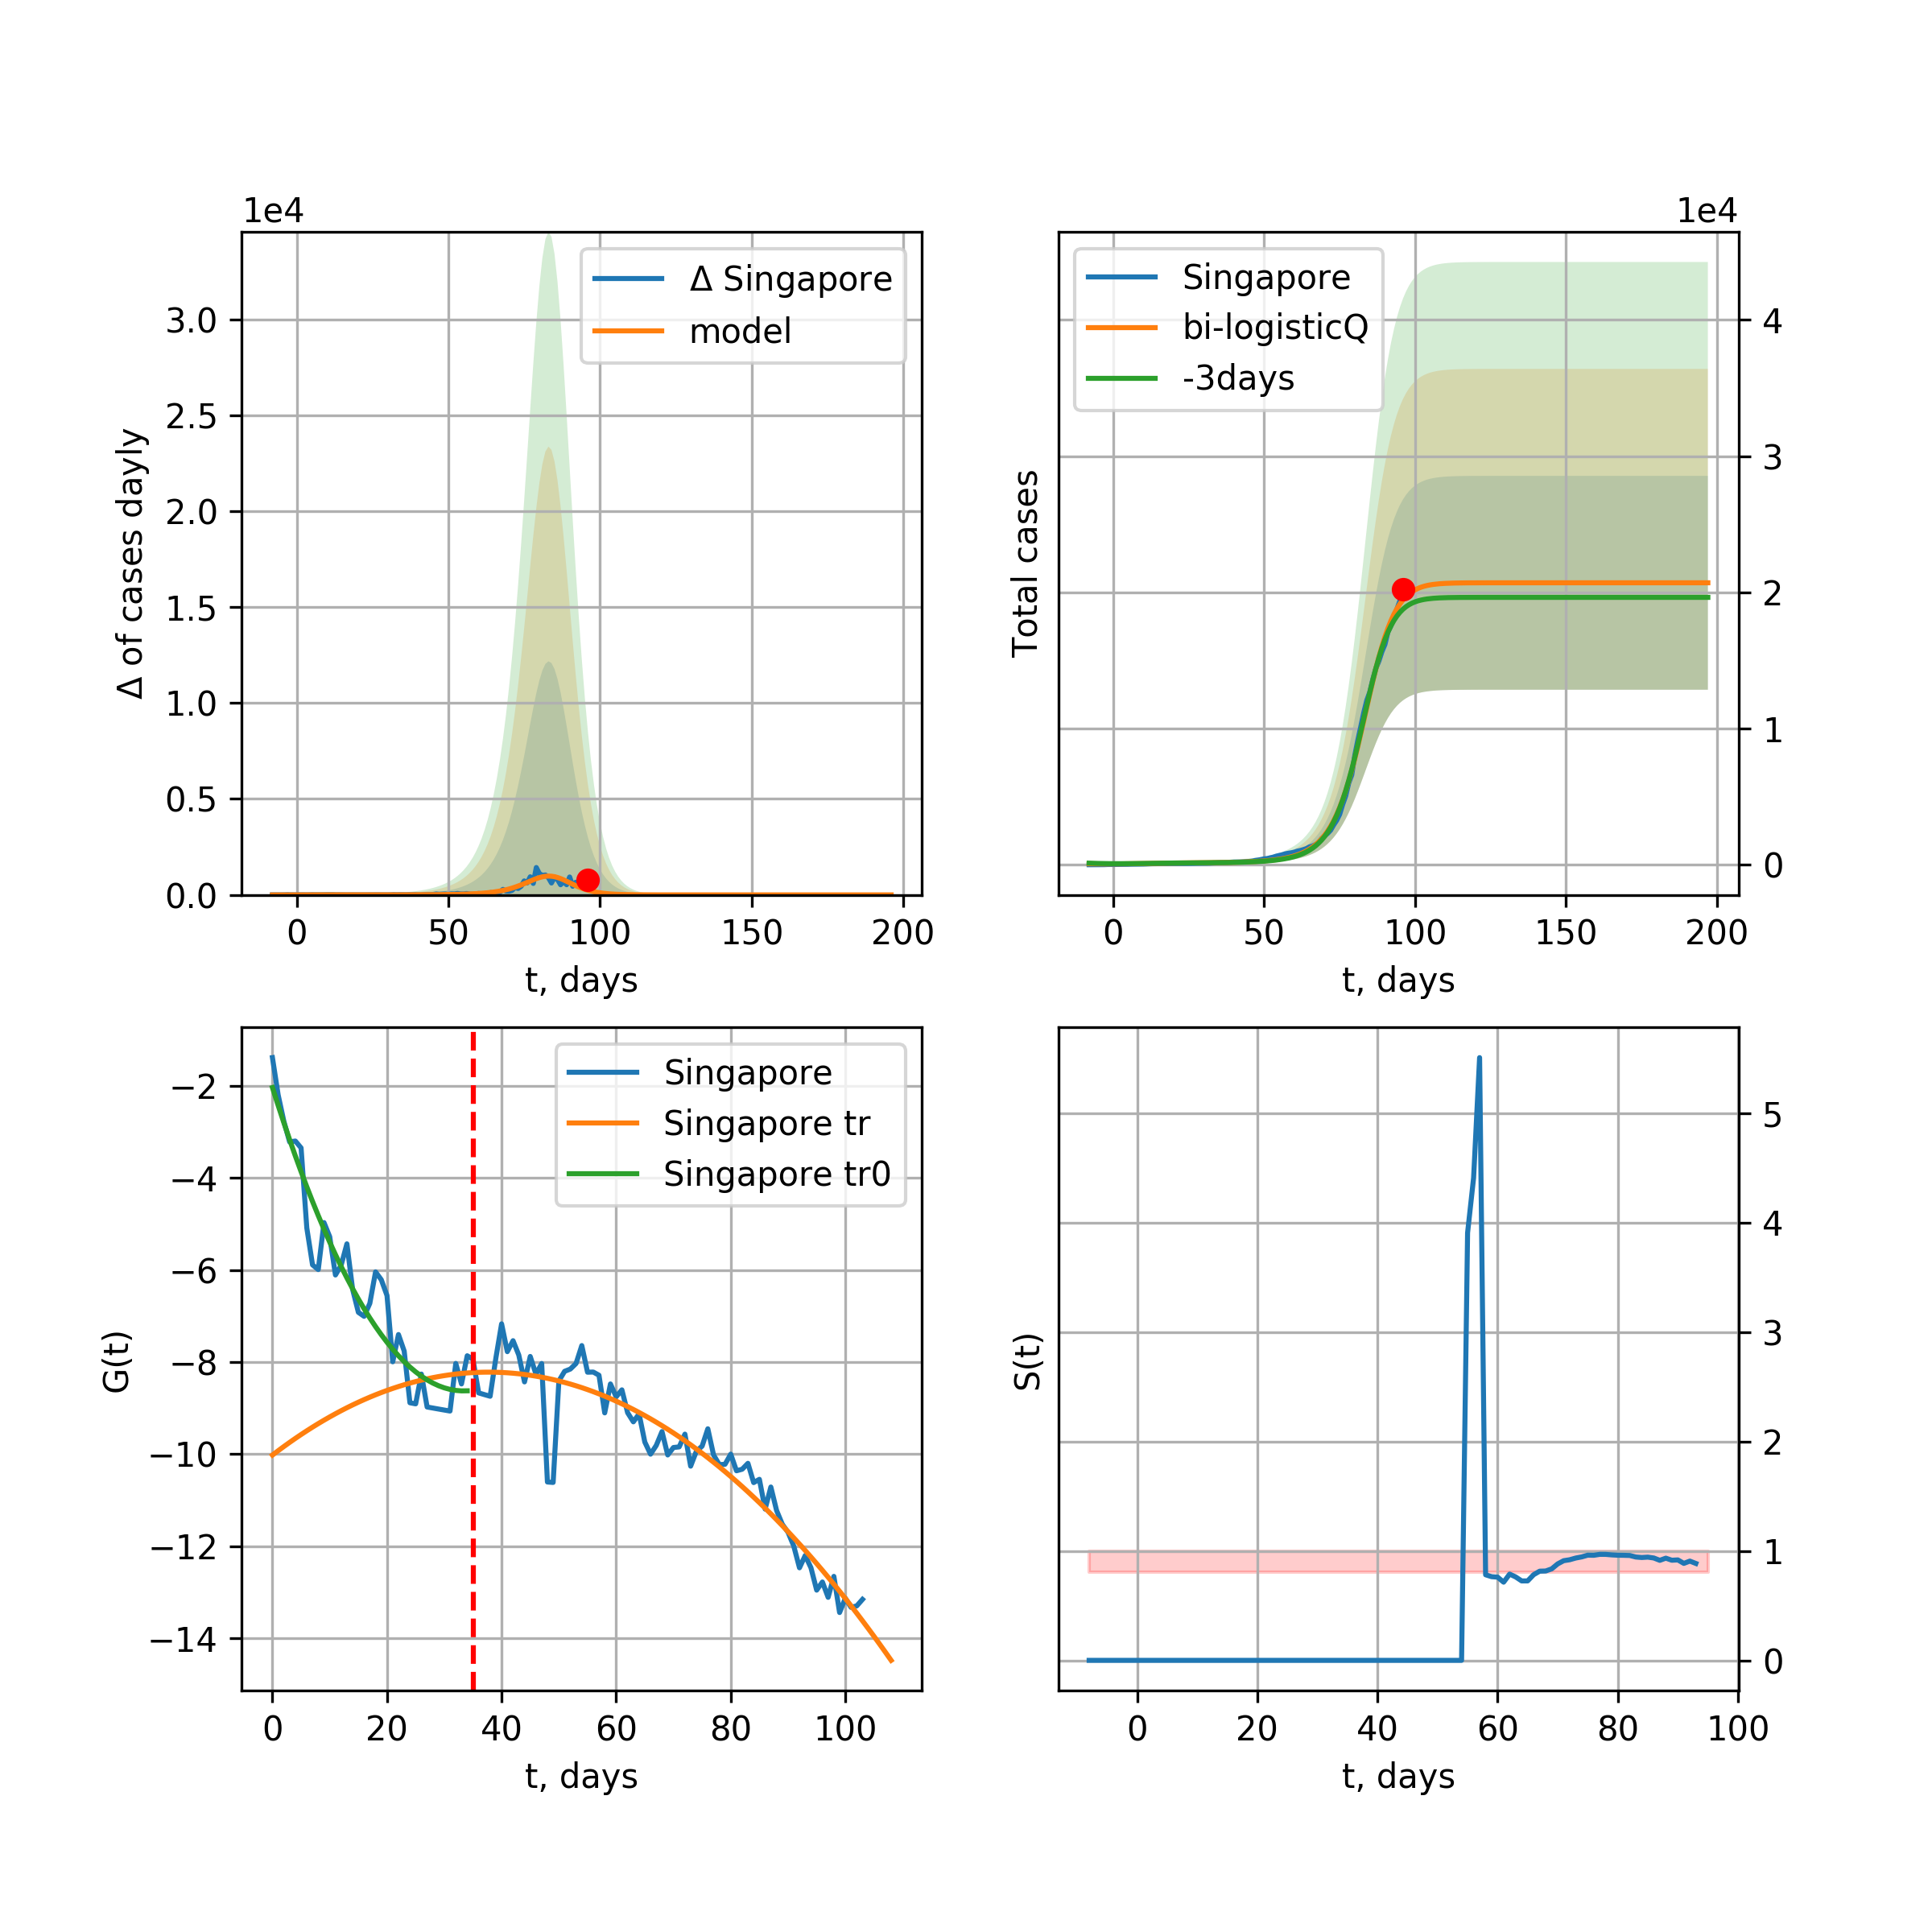 1e4
Δ of cases dayly
3.0
2.5
2.0
1.5
1.0
0.5
0.0
0 50 100 150 200
t, days
Δ Singapore
model
1e4
Total cases
4
3
2
1
0
0 50 100 150 200
t, days
Singapore
bi-logisticQ
-3days
G(t)
−2
−4
−6
−8
−10
−12
−14
0 20 40 60 80 100
t, days
Singapore
Singapore tr
Singapore tr0
S(t)
5
4
3
2
1
0
0 20 40 60 80 100
t, days